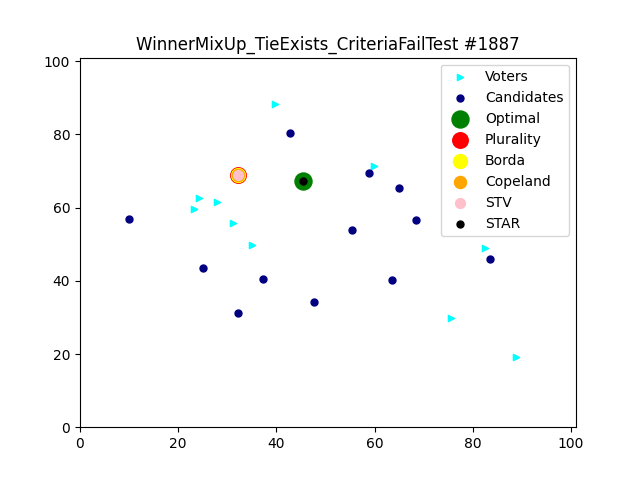 WinnerMixUp_TieExists_CriteriaFailTest #1887
100
80
60
40
20
0
0 20 40 60 80 100
Voters
Candidates
Optimal
Plurality
Borda
Copeland
STV
STAR